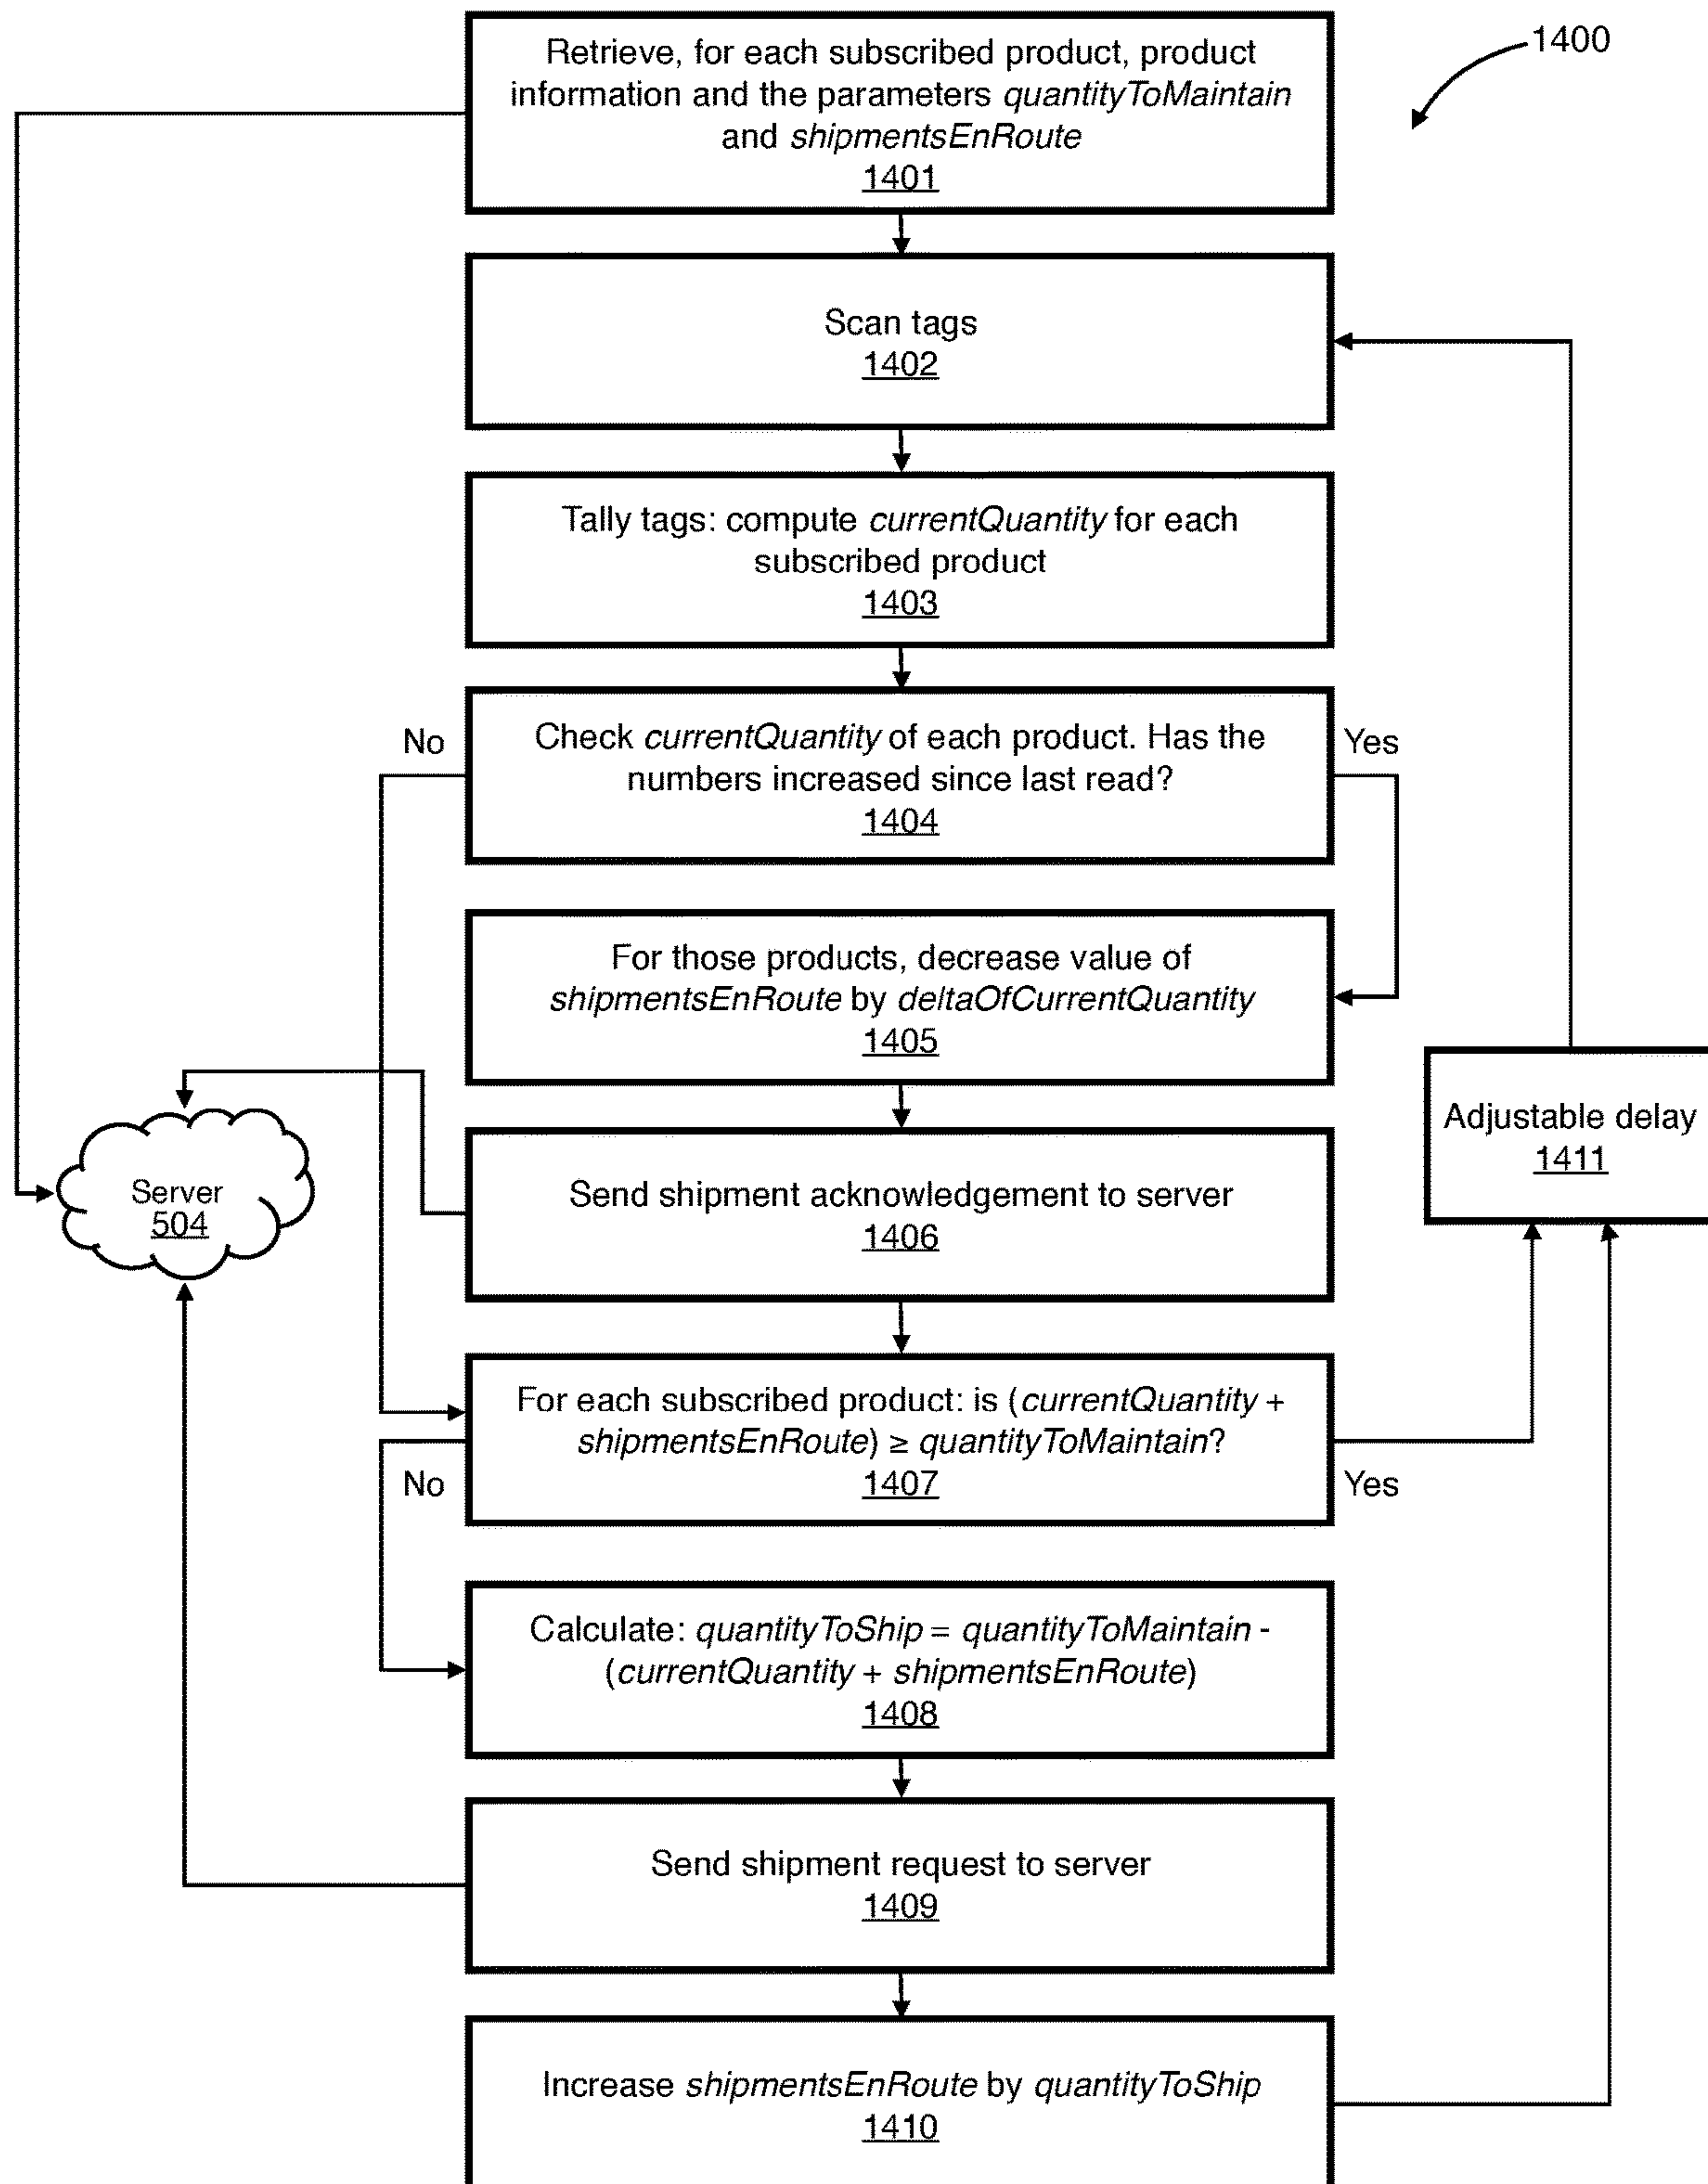 1400
Retrieve, for each subscribed product, product
information and the parameters quantityToMaintain
and shipmentsEnRoute
1401
Scan tags
1402
Tally tags: compute currentQuantity for each
subscribed product
1403
No
Check currentQuantity of each product. Has the
numbers increased since last read?
1404
Yes
For those products, decrease value of
shipmentsEnRoute by deltaOfCurrentQuantity
1405
Adjustable delay
1411
Server
504
Send shipment acknowledgement to server
1406
For each subscribed product: is (currentQuantity +
shipmentsEnRoute) ≥ quantityToMaintain?
1407
No
Yes
Calculate: quantityToShip = quantityToMaintain -
(currentQuantity + shipmentsEnRoute)
1408
Send shipment request to server
1409
Increase shipmentsEnRoute by quantityToShip
1410